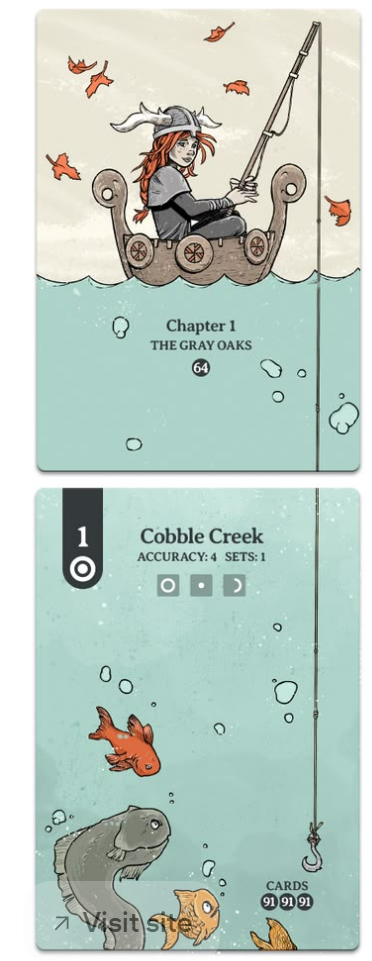 Chapter 1
THE GRAY OAKS
64
1
Cobble Creek
ACCURACY: 4 SETS: 1
CARDS
91 91 91
Visit site